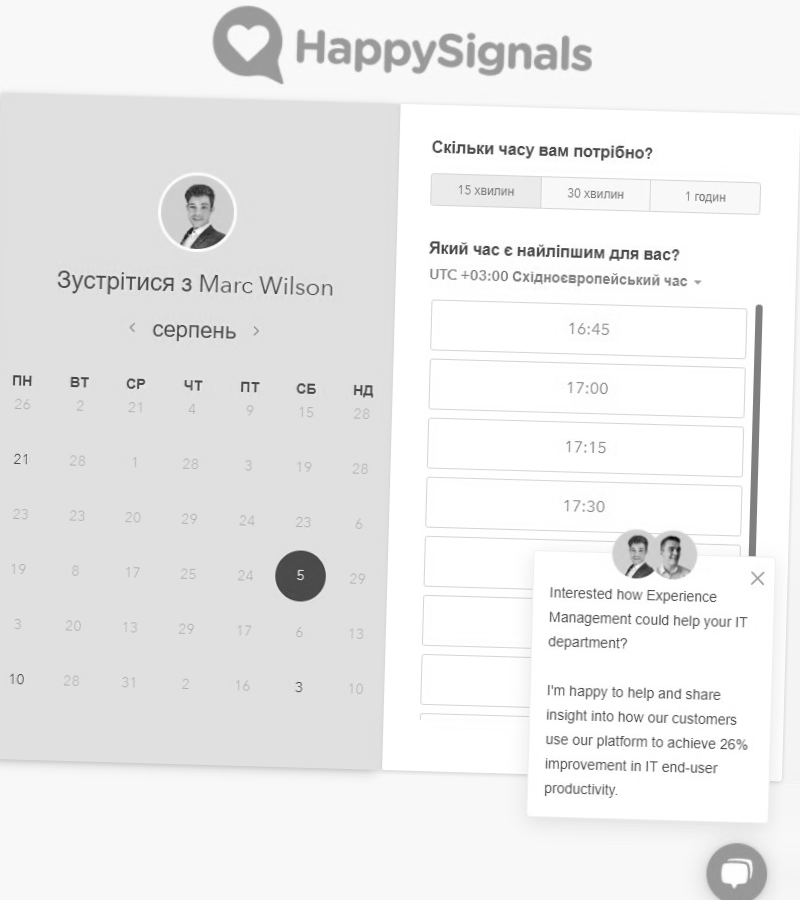 HappySignals
Зустрітися з Marc Wilson
серпень
ПН ВТ СР ЧТ ПТ СБ НД
26 2 21 4 9 15 28
21 28 1 28 3 19 28
23 23 20 29 24 23 6
19 8 17 25 24 5 29
3 20 13 29 17 6 13
10 28 31 2 16 3 10
Скільки часу вам потрібно?
15 хвилин 30 хвилин 1 годин
Який час є найліпшим для вас?
UTC +03:00 Східноєвропейський час
16:45
17:00
17:15
17:30
Interested how Experience
Management could help your IT
department?
I'm happy to help and share
insight into how our customers
use our platform to achieve 26%
improvement in IT end-user
productivity.